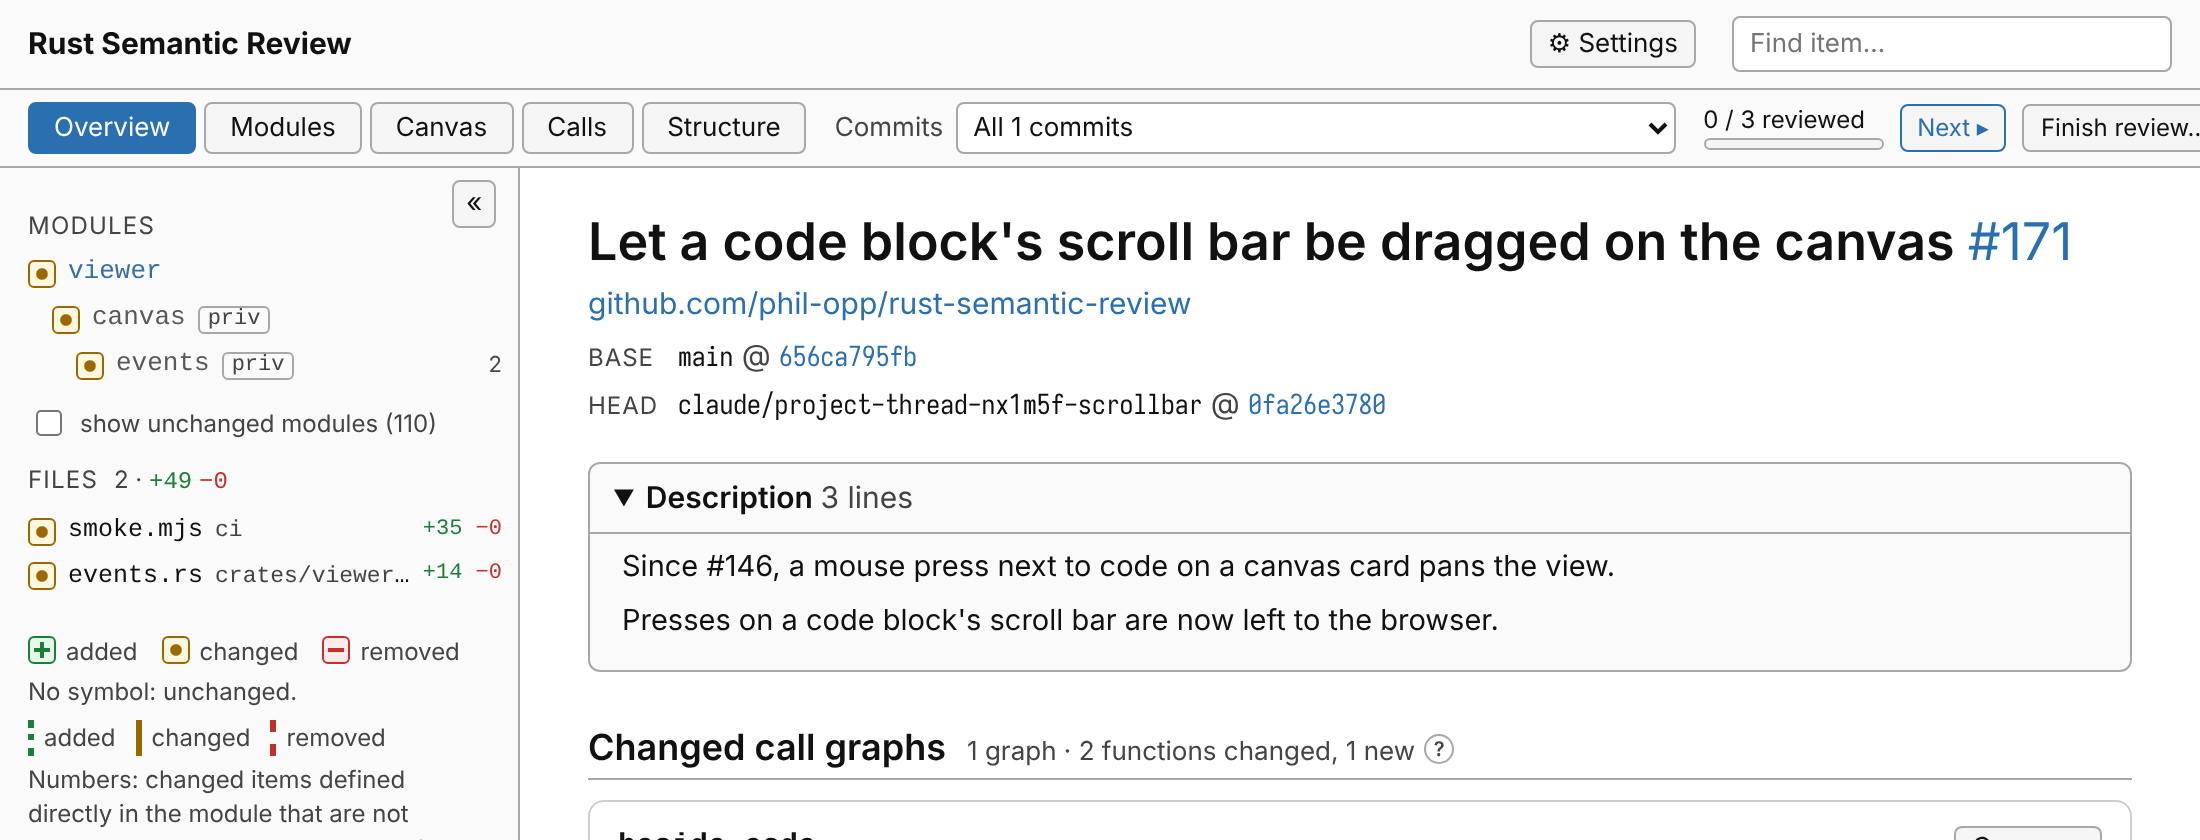 Rust Semantic Review
⚙ Settings
Find item...
Overview
Modules
Canvas
Calls
Structure
Commits
All 1 commits
0 / 3 reviewed
Next ▸
Finish review..
«
MODULES
viewer
canvas priv
events priv 2
show unchanged modules (110)
FILES 2 · +49 −0
smoke.mjs ci +35 −0
events.rs crates/viewer… +14 −0
added changed removed
No symbol: unchanged.
added changed removed
Numbers: changed items defined
directly in the module that are not
Let a code block's scroll bar be dragged on the canvas #171
github.com/phil-opp/rust-semantic-review
BASE main @ 656ca795fb
HEAD claude/project-thread-nx1m5f-scrollbar @ 0fa26e3780
▼ Description 3 lines
Since #146, a mouse press next to code on a canvas card pans the view.
Presses on a code block's scroll bar are now left to the browser.
Changed call graphs 1 graph · 2 functions changed, 1 new ?